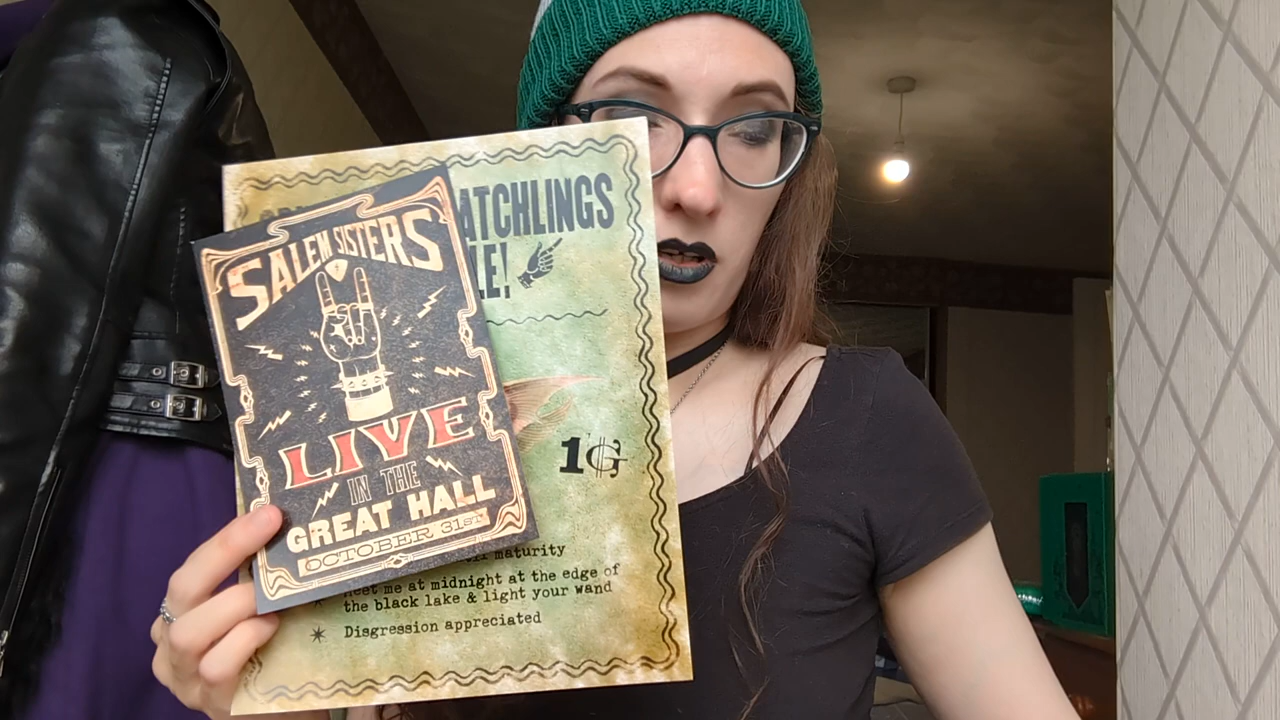 SALEM SISTERS
LIVE
IN THE
GREAT HALL
OCTOBER 31ST
ATCHLINGS
LE!
1G
maturity
Meet me at midnight at the edge of
the black lake & light your wand
Disgression appreciated